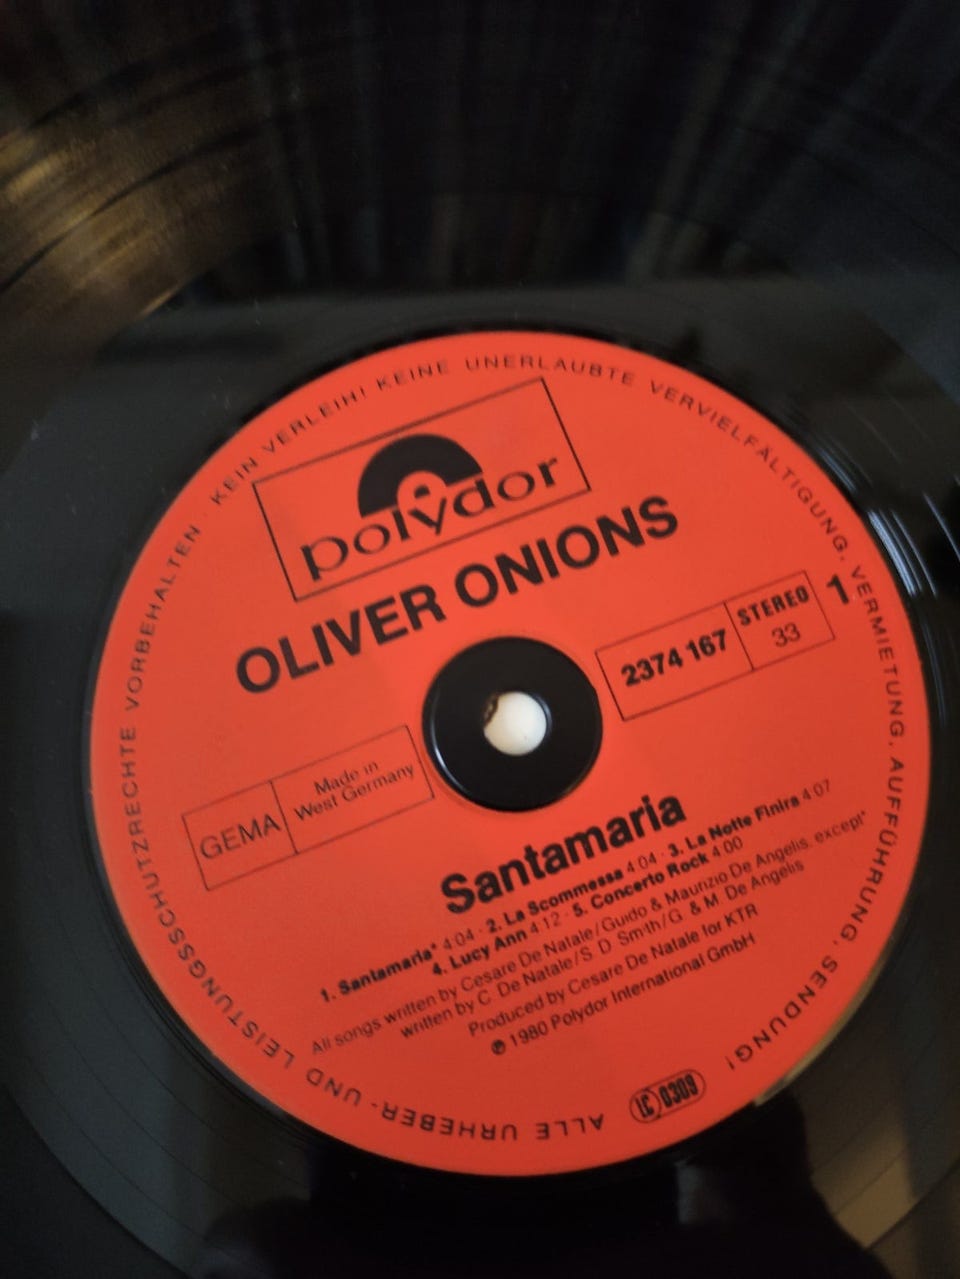 KEIN VERLEIH! KEINE UNERLAUBTE VERVIELFÄLTIGUNG, VERMIETUNG, AUFFÜHRUNG, SENDUNG!
polydor
OLIVER ONIONS
2374 167
STEREO
33
1
GEMA
Made in
West Germany
Santamaria
1. Santamaria* 4:04 · 2. La Scommessa 4:04 · 3. La Notte Finira 4:07
4. Lucy Ann 4:12 · 5. Concerto Rock 4:00
All songs written by Cesare De Natale/Guido & Maurizio De Angelis, except*
written by C. De Natale/S. D. Smith/G. & M. De Angelis
Produced by Cesare De Natale for KTR
℗ 1980 Polydor International GmbH
LC 0309
ALLE URHEBER- UND LEISTUNGSSCHUTZRECHTE VORBEHALTEN ·